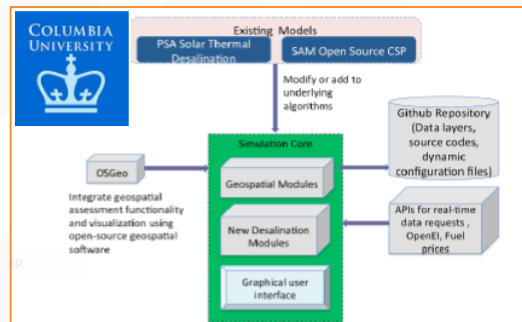 COLUMBIA
UNIVERSITY
Existing Models
PSA Solar Thermal
Desalination
SAM Open Source CSP
Modify or add to
underlying
algorithms
Github Repository
(Data layers,
source codes,
dynamic
configuration files)
Simulation Core
OSGeo
Geospatial Modules
Integrate geospatial
assessment functionality
and visualization using
open-source geospatial
software
New Desalination
Modules
APIs for real-time
data requests ,
OpenEI, Fuel
prices
Graphical user
interface